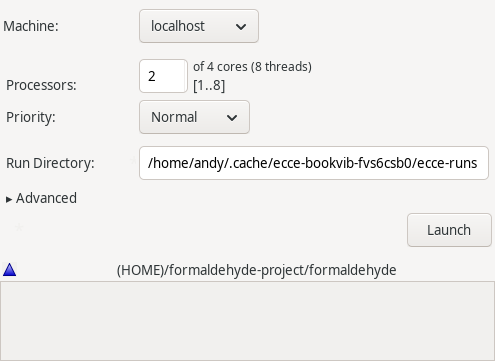 Machine: localhost
of 4 cores (8 threads)
Processors: 2 [1..8]
Priority: Normal
Run Directory: /home/andy/.cache/ecce-bookvib-fvs6csb0/ecce-runs
Advanced
Launch
(HOME)/formaldehyde-project/formaldehyde